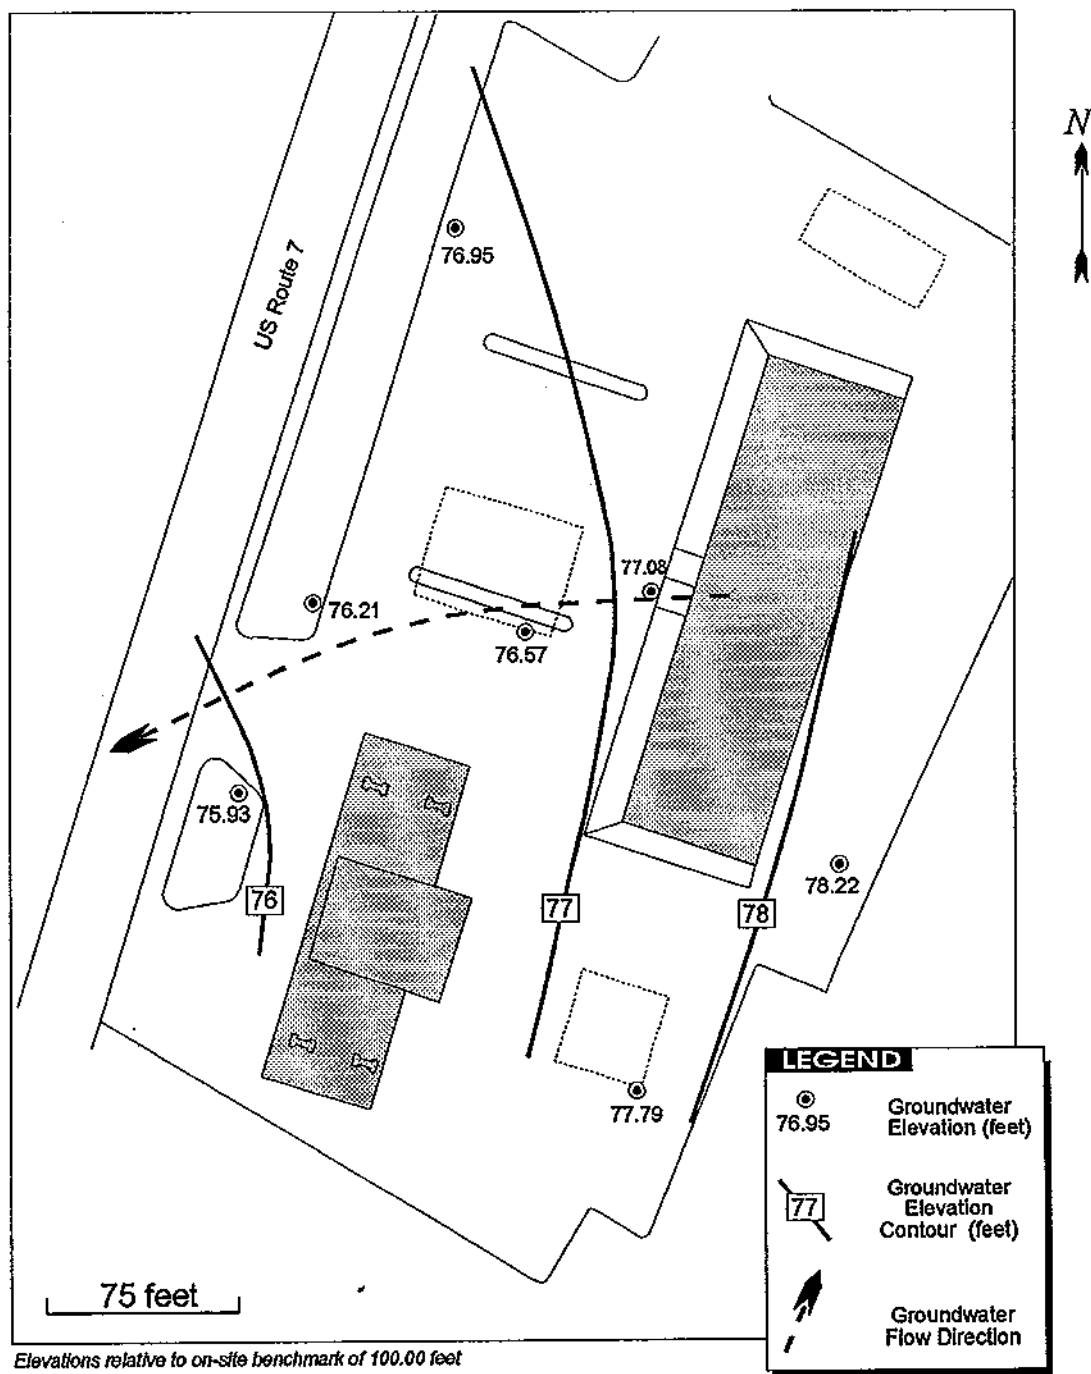 N
76.95
US Route 7
77.08
76.21
76.57
75.93
78.22
76
77
78
77.79
LEGEND
76.95
Groundwater
Elevation (feet)
77
Groundwater
Elevation
Contour (feet)
Groundwater
Flow Direction
75 feet
Elevations relative to on-site benchmark of 100.00 feet